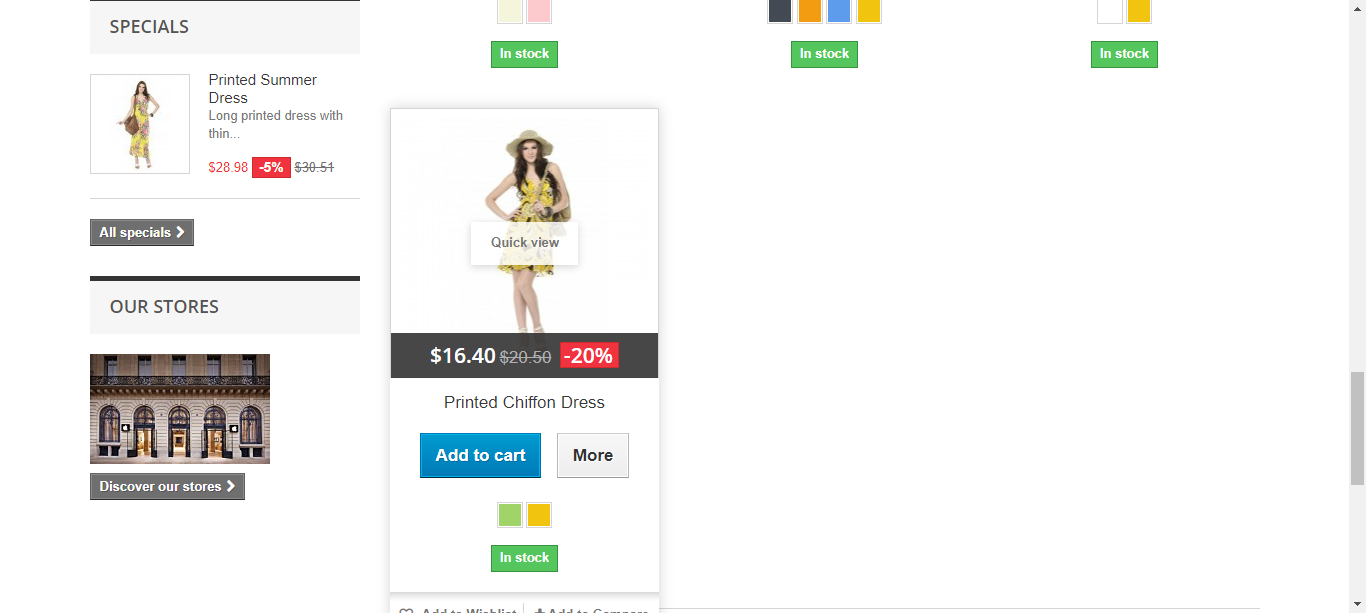 SPECIALS
Printed Summer
Dress
Long printed dress with
thin...
$28.98 -5% $30.51
All specials
OUR STORES
Discover our stores
In stock
In stock
In stock
Quick view
$16.40 $20.50 -20%
Printed Chiffon Dress
Add to cart
More
In stock
Add to Wishlist
Add to Compare